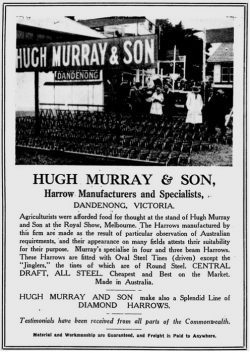 HUGH MURRAY & SON
DANDENONG
HUGH MURRAY & SON,
Harrow Manufacturers and Specialists,
DANDENONG, VICTORIA.
Agriculturists were afforded food for thought at the stand of Hugh Murray
and Son at the Royal Show, Melbourne. The Harrows manufactured by
this firm are made as the result of particular observation of Australian
requirements, and their appearance on many fields attests their suitability
for their purpose. Murray's specialise in four and three beam Harrows.
These Harrows are fitted with Oval Steel Tines (driven) except the
"Jinglers," the tines of which are of Round Steel. CENTRAL
DRAFT, ALL STEEL. Cheapest and Best on the Market.
Made in Australia.
HUGH MURRAY AND SON make also a Splendid Line of
DIAMOND HARROWS.
Testimonials have been received from all parts of the Commonwealth.
Material and Workmanship are Guaranteed, and Freight is Paid to Anywhere.